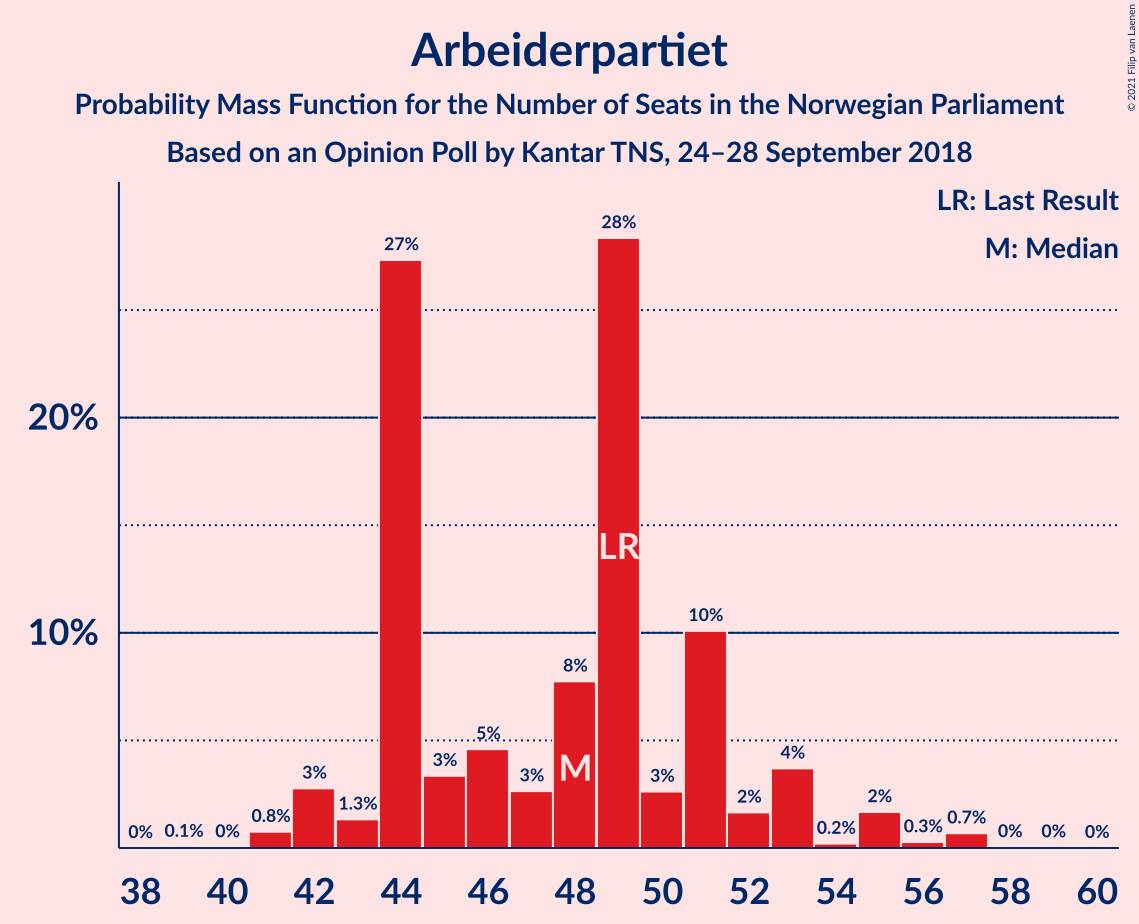 Arbeiderpartiet
Probability Mass Function for the Number of Seats in the Norwegian Parliament
Based on an Opinion Poll by Kantar TNS, 24–28 September 2018
© 2021 Filip van Laenen
LR: Last Result
M: Median
20%
10%
0% 0.1% 0% 0.8% 3% 1.3% 27% 3% 5% 3% 8% 28% 3% 10% 2% 4% 0.2% 2% 0.3% 0.7% 0% 0% 0%
LR
M
38 40 42 44 46 48 50 52 54 56 58 60